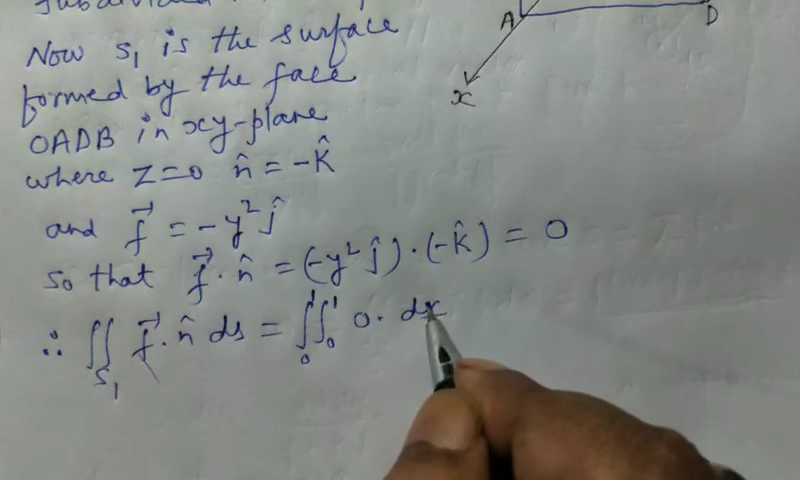 A
D
x
Now S₁ is the surface
formed by the face
OADB in xy-plane
where z=0 n̂ = -k̂
and f⃗ = -y² ĵ
so that f⃗ · n̂ = (-y² ĵ) · (-k̂) = 0
∴ ∬_S₁ f⃗ · n̂ ds = ∫₀¹ ∫₀¹ 0 · dx